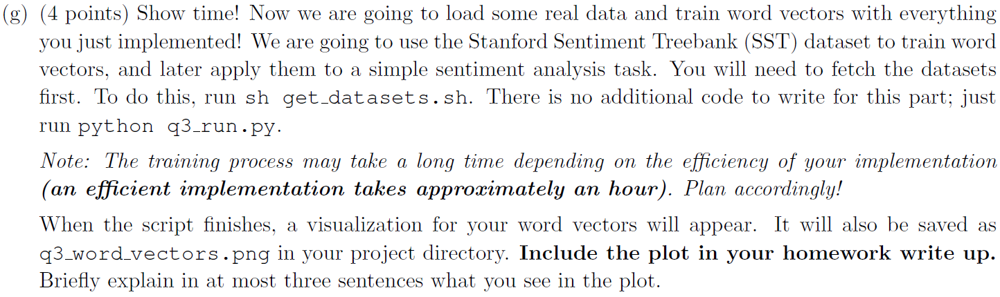 (g) (4 points) Show time! Now we are going to load some real data and train word vectors with everything
you just implemented! We are going to use the Stanford Sentiment Treebank (SST) dataset to train word
vectors, and later apply them to a simple sentiment analysis task. You will need to fetch the datasets
first. To do this, run sh get_datasets.sh. There is no additional code to write for this part; just
run python q3_run.py.
Note: The training process may take a long time depending on the efficiency of your implementation
(an efficient implementation takes approximately an hour). Plan accordingly!
When the script finishes, a visualization for your word vectors will appear. It will also be saved as
q3_word_vectors.png in your project directory. Include the plot in your homework write up.
Briefly explain in at most three sentences what you see in the plot.